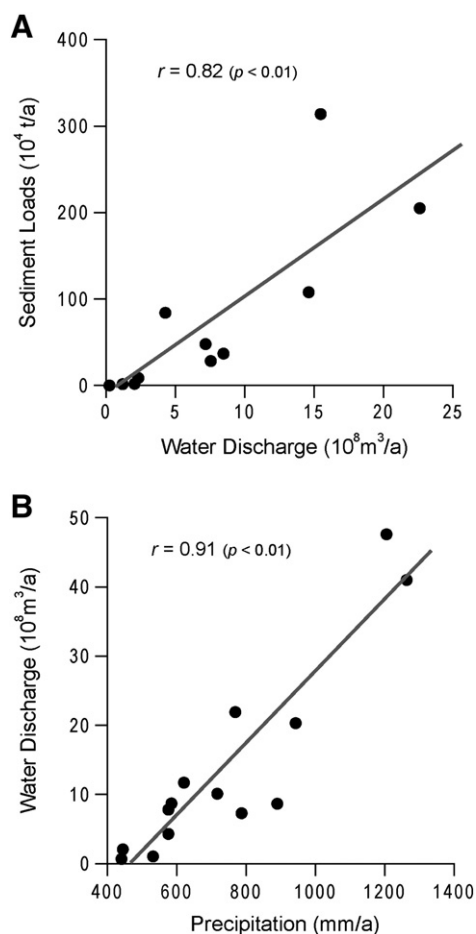 A
400
300
200
100
0
Sediment Loads (10⁴ t/a)
r = 0.82 (p < 0.01)
0 5 10 15 20 25
Water Discharge (10⁸m³/a)
B
50
40
30
20
10
0
Water Discharge (10⁸m³/a)
r = 0.91 (p < 0.01)
400 600 800 1000 1200 1400
Precipitation (mm/a)